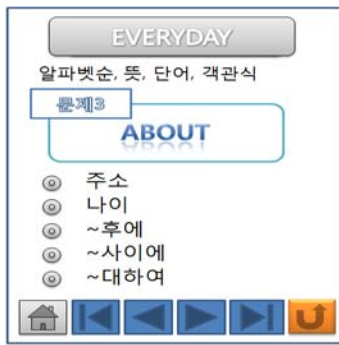 EVERYDAY
알파벳순, 뜻, 단어, 객관식
문제3
ABOUT
주소
나이
~후에
~사이에
~대하여